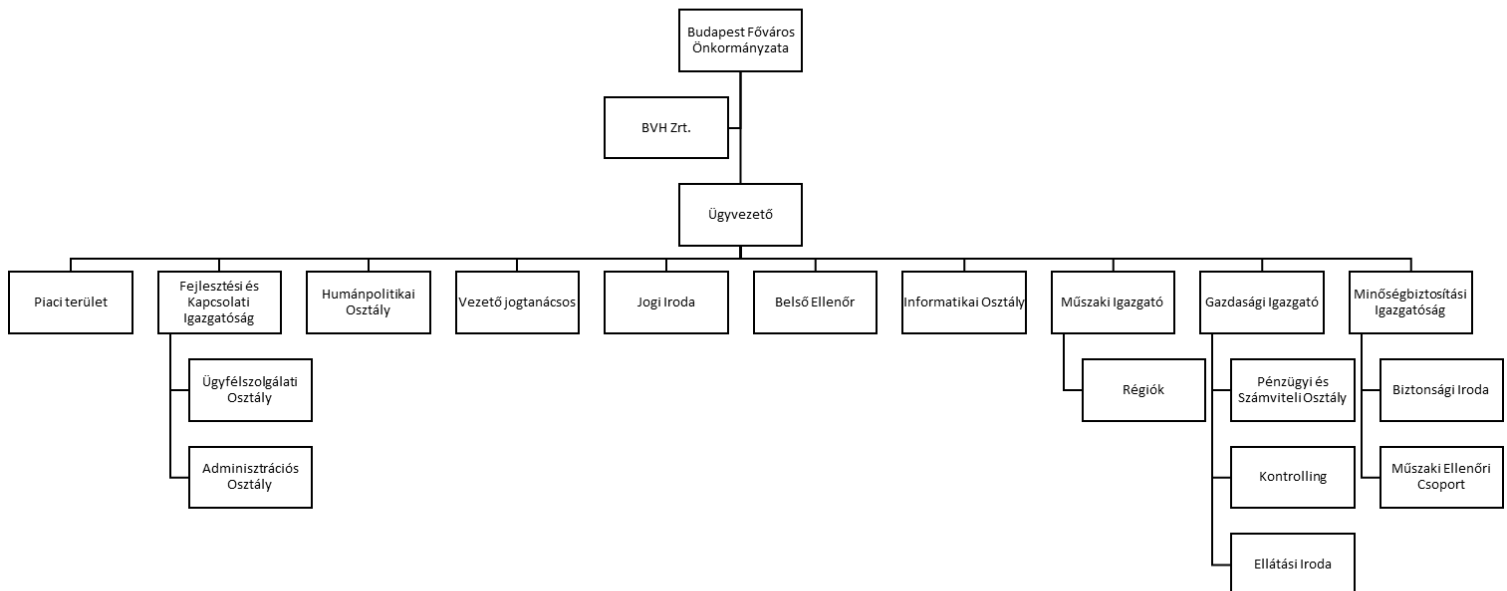 Budapest Főváros
Önkormányzata
BVH Zrt.
Ügyvezető
Piaci terület
Fejlesztési és
Kapcsolati
Igazgatóság
Humánpolitikai
Osztály
Vezető jogtanácsos
Jogi Iroda
Belső Ellenőr
Informatikai Osztály
Műszaki Igazgató
Gazdasági Igazgató
Minőségbiztosítási
Igazgatóság
Ügyfélszolgálati
Osztály
Régiók
Pénzügyi és
Számviteli Osztály
Biztonsági Iroda
Adminisztrációs
Osztály
Kontrolling
Műszaki Ellenőri
Csoport
Ellátási Iroda